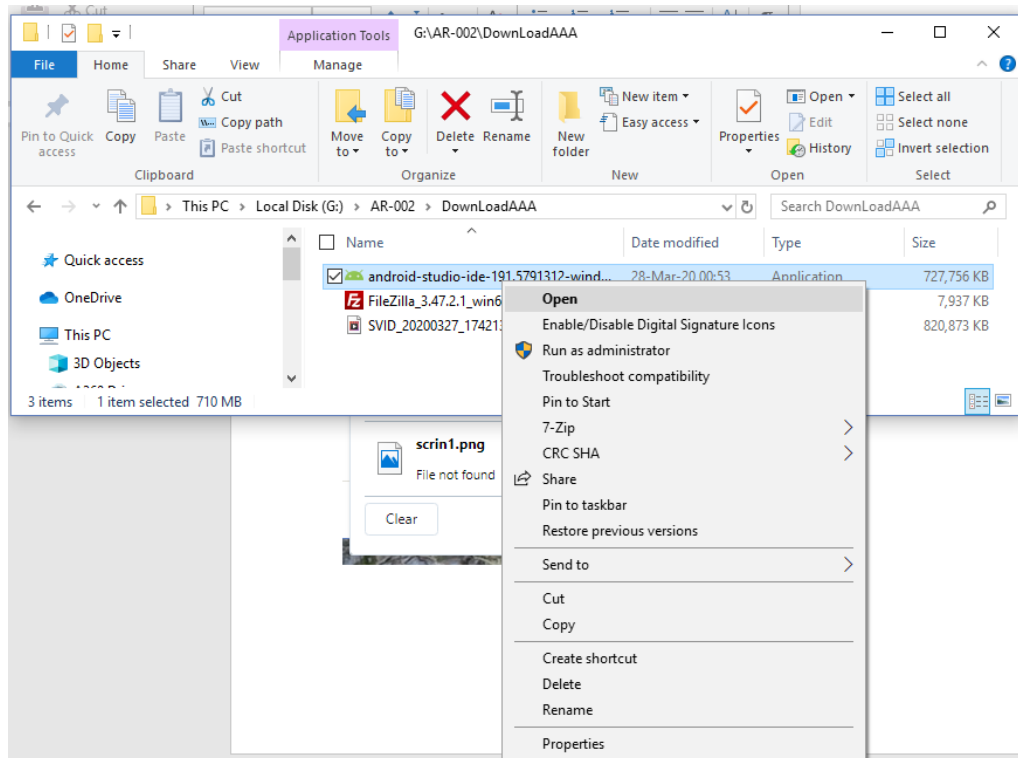 Cut
Application Tools
G:\AR-002\DownLoadAAA
File
Home
Share
View
Manage
Pin to Quick access
Copy
Paste
Cut
Copy path
Paste shortcut
Clipboard
Move to
Copy to
Delete
Rename
Organize
New folder
New item
Easy access
New
Properties
Open
Edit
History
Open
Select all
Select none
Invert selection
Select
This PC > Local Disk (G:) > AR-002 > DownLoadAAA
Search DownLoadAAA
Name
Date modified
Type
Size
Quick access
OneDrive
This PC
3D Objects
android-studio-ide-191.5791312-wind... 28-Mar-20 00:53 Application 727,756 KB
FileZilla_3.47.2.1_win6 7,937 KB
SVID_20200327_17421 820,873 KB
3 items
1 item selected 710 MB
Open
Enable/Disable Digital Signature Icons
Run as administrator
Troubleshoot compatibility
Pin to Start
7-Zip
CRC SHA
Share
Pin to taskbar
Restore previous versions
Send to
Cut
Copy
Create shortcut
Delete
Rename
Properties
scrin1.png
File not found
Clear